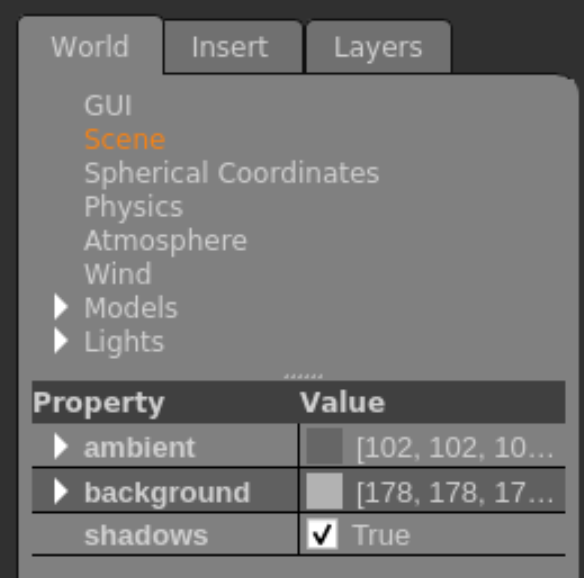 World Insert Layers
GUI
Scene
Spherical Coordinates
Physics
Atmosphere
Wind
Models
Lights
Property Value
ambient [102, 102, 10...
background [178, 178, 17...
shadows True